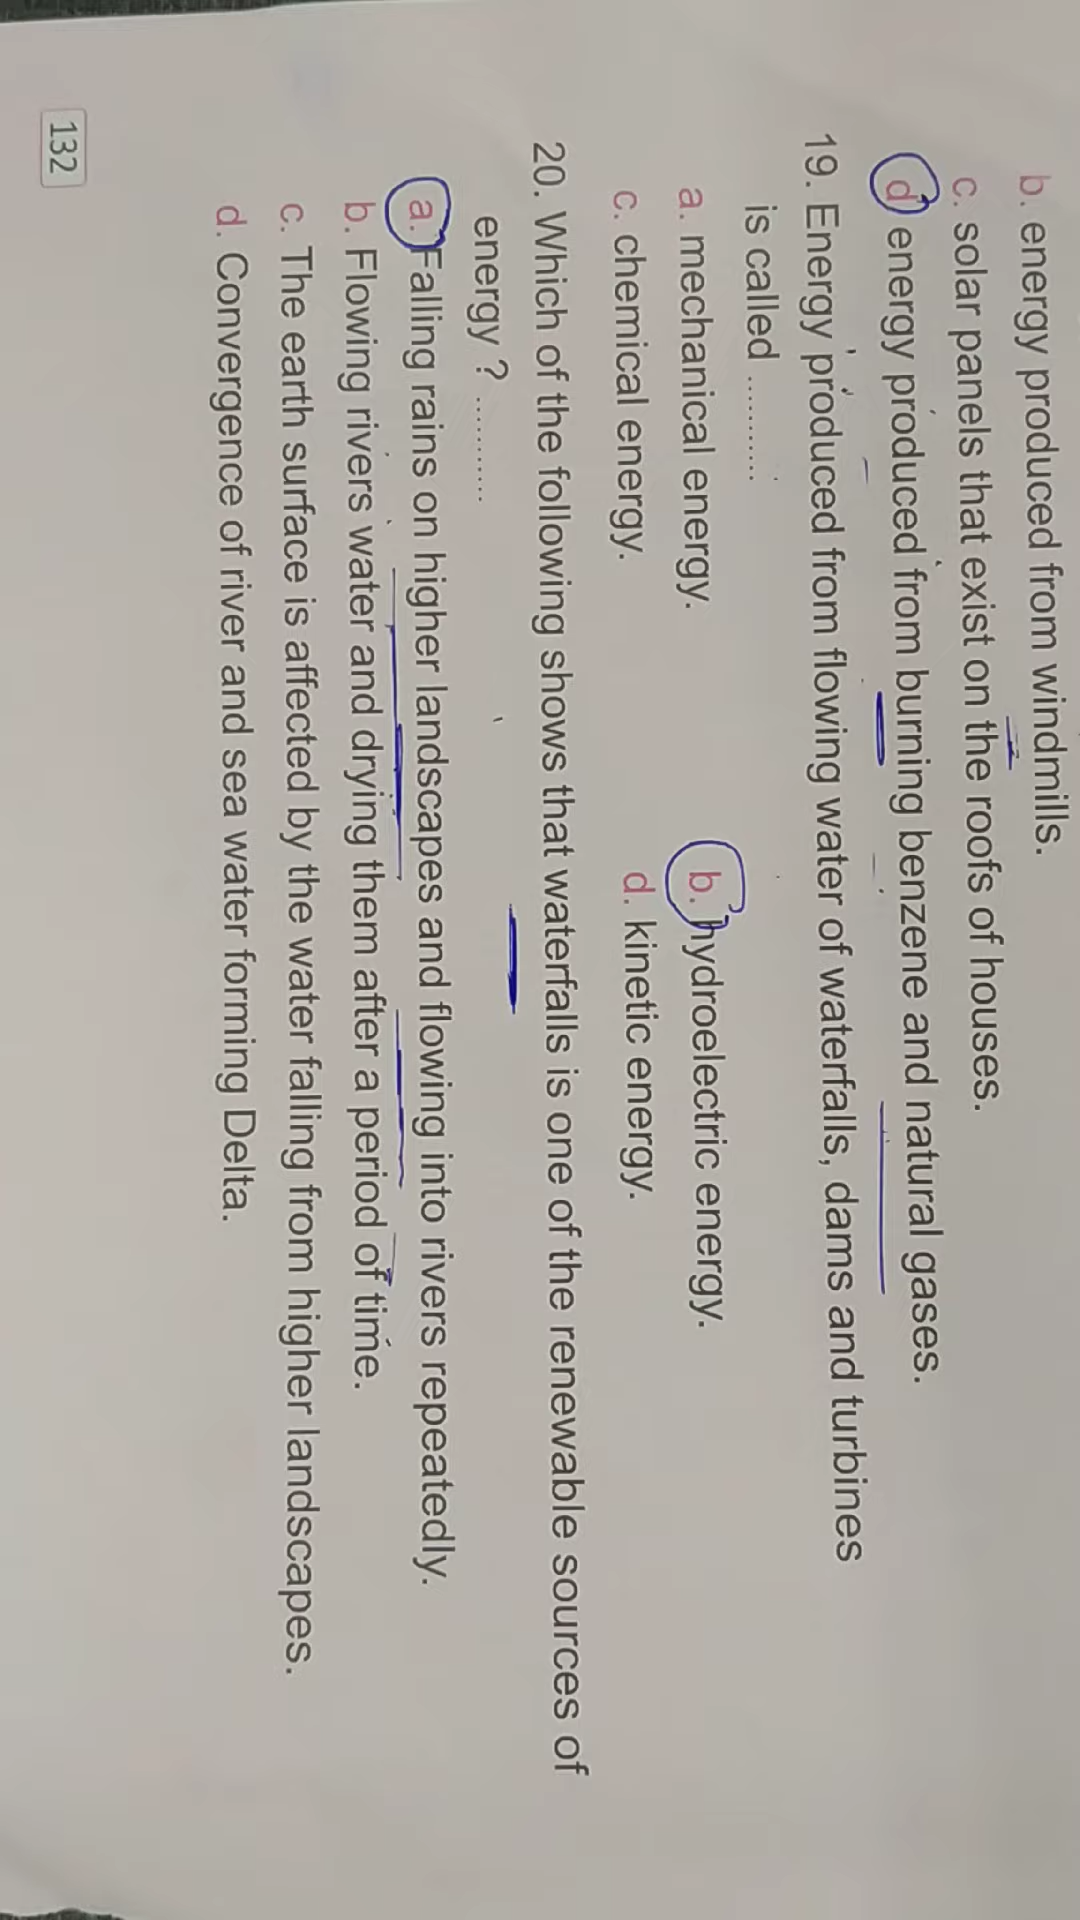 b. energy produced from windmills.
c. solar panels that exist on the roofs of houses.
d energy produced from burning benzene and natural gases.
19. Energy produced from flowing water of waterfalls, dams and turbines
is called ..........
a. mechanical energy. b. hydroelectric energy.
c. chemical energy. d. kinetic energy.
20. Which of the following shows that waterfalls is one of the renewable sources of
energy ? ..........
a. Falling rains on higher landscapes and flowing into rivers repeatedly.
b. Flowing rivers water and drying them after a period of time.
c. The earth surface is affected by the water falling from higher landscapes.
d. Convergence of river and sea water forming Delta.
132